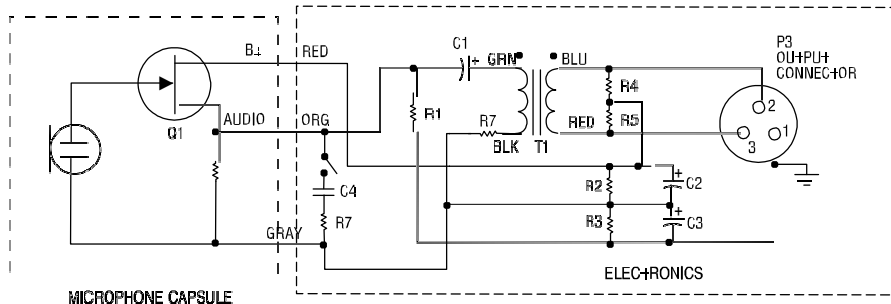 B+
RED
C1
+
GRN
BLU
P3
OUTPUT
CONNECTOR
R4
Q1
AUDIO
ORG
R1
R7
R5
RED
2
3
1
BLK
T1
C4
R2
+
C2
R7
GRAY
R3
+
C3
ELECTRONICS
MICROPHONE CAPSULE